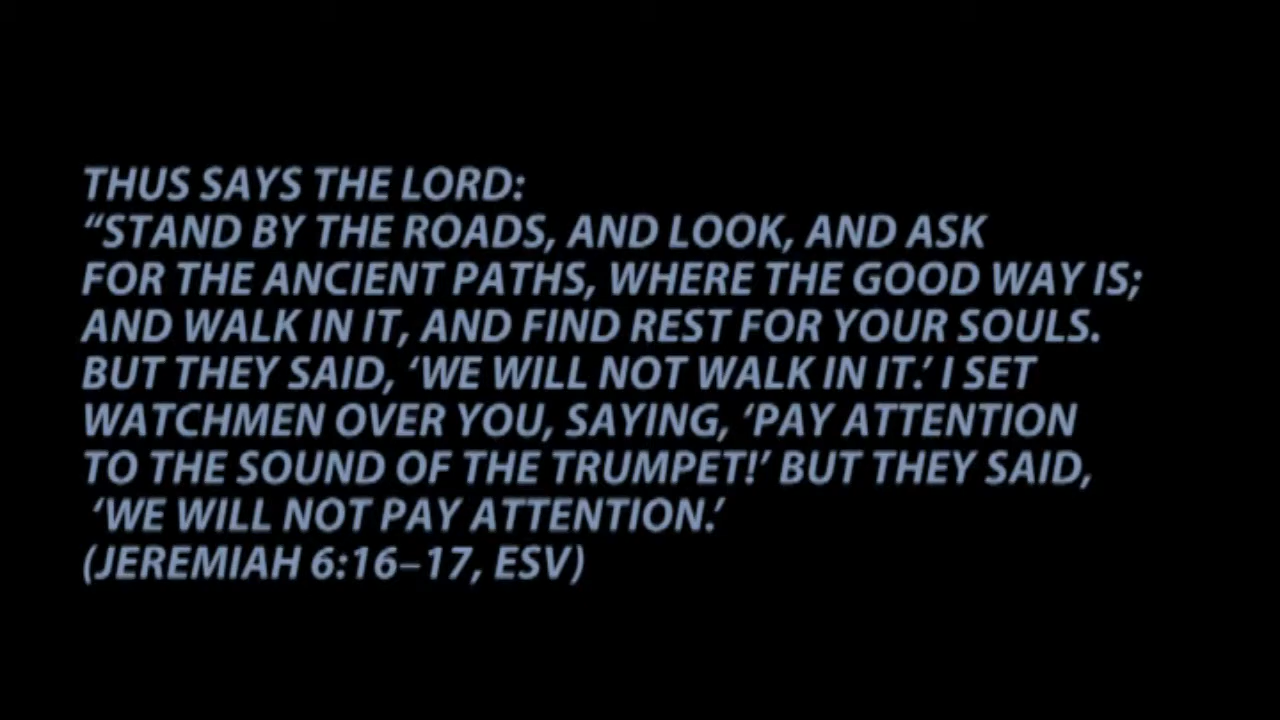 THUS SAYS THE LORD:
“STAND BY THE ROADS, AND LOOK, AND ASK
FOR THE ANCIENT PATHS, WHERE THE GOOD WAY IS;
AND WALK IN IT, AND FIND REST FOR YOUR SOULS.
BUT THEY SAID, ‘WE WILL NOT WALK IN IT.’ I SET
WATCHMEN OVER YOU, SAYING, ‘PAY ATTENTION
TO THE SOUND OF THE TRUMPET!’ BUT THEY SAID,
‘WE WILL NOT PAY ATTENTION.’
(JEREMIAH 6:16–17, ESV)